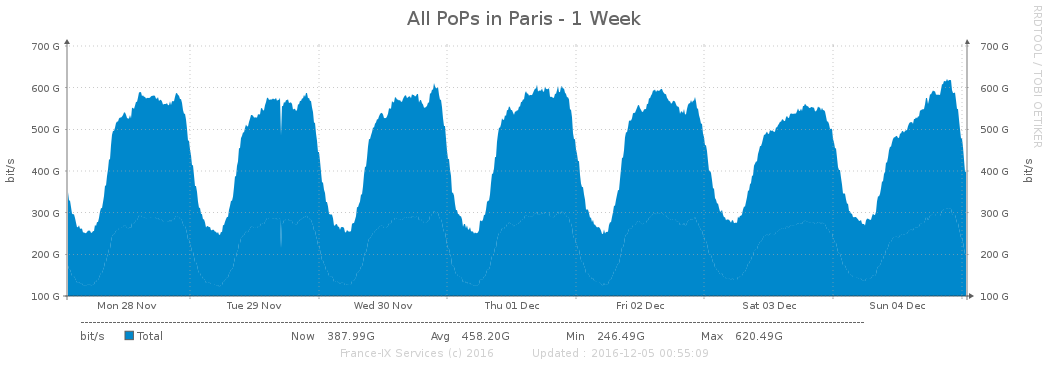 All PoPs in Paris - 1 Week
RRDTOOL / TOBI OETIKER
bit/s
700 G
600 G
500 G
400 G
300 G
200 G
100 G
700 G
600 G
500 G
400 G
300 G
200 G
100 G
bit/s
Mon 28 Nov Tue 29 Nov Wed 30 Nov Thu 01 Dec Fri 02 Dec Sat 03 Dec Sun 04 Dec
bit/s Total Now 387.99G Avg 458.20G Min 246.49G Max 620.49G
France-IX Services (c) 2016 Updated : 2016-12-05 00:55:09